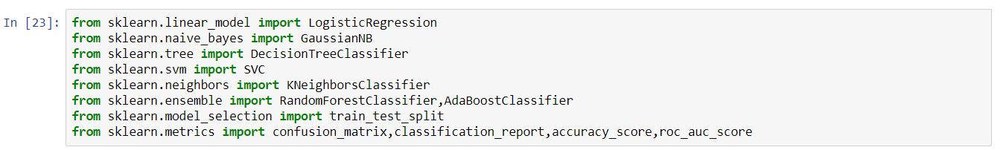 In [23]: from sklearn.linear_model import LogisticRegression
from sklearn.naive_bayes import GaussianNB
from sklearn.tree import DecisionTreeClassifier
from sklearn.svm import SVC
from sklearn.neighbors import KNeighborsClassifier
from sklearn.ensemble import RandomForestClassifier,AdaBoostClassifier
from sklearn.model_selection import train_test_split
from sklearn.metrics import confusion_matrix,classification_report,accuracy_score,roc_auc_score